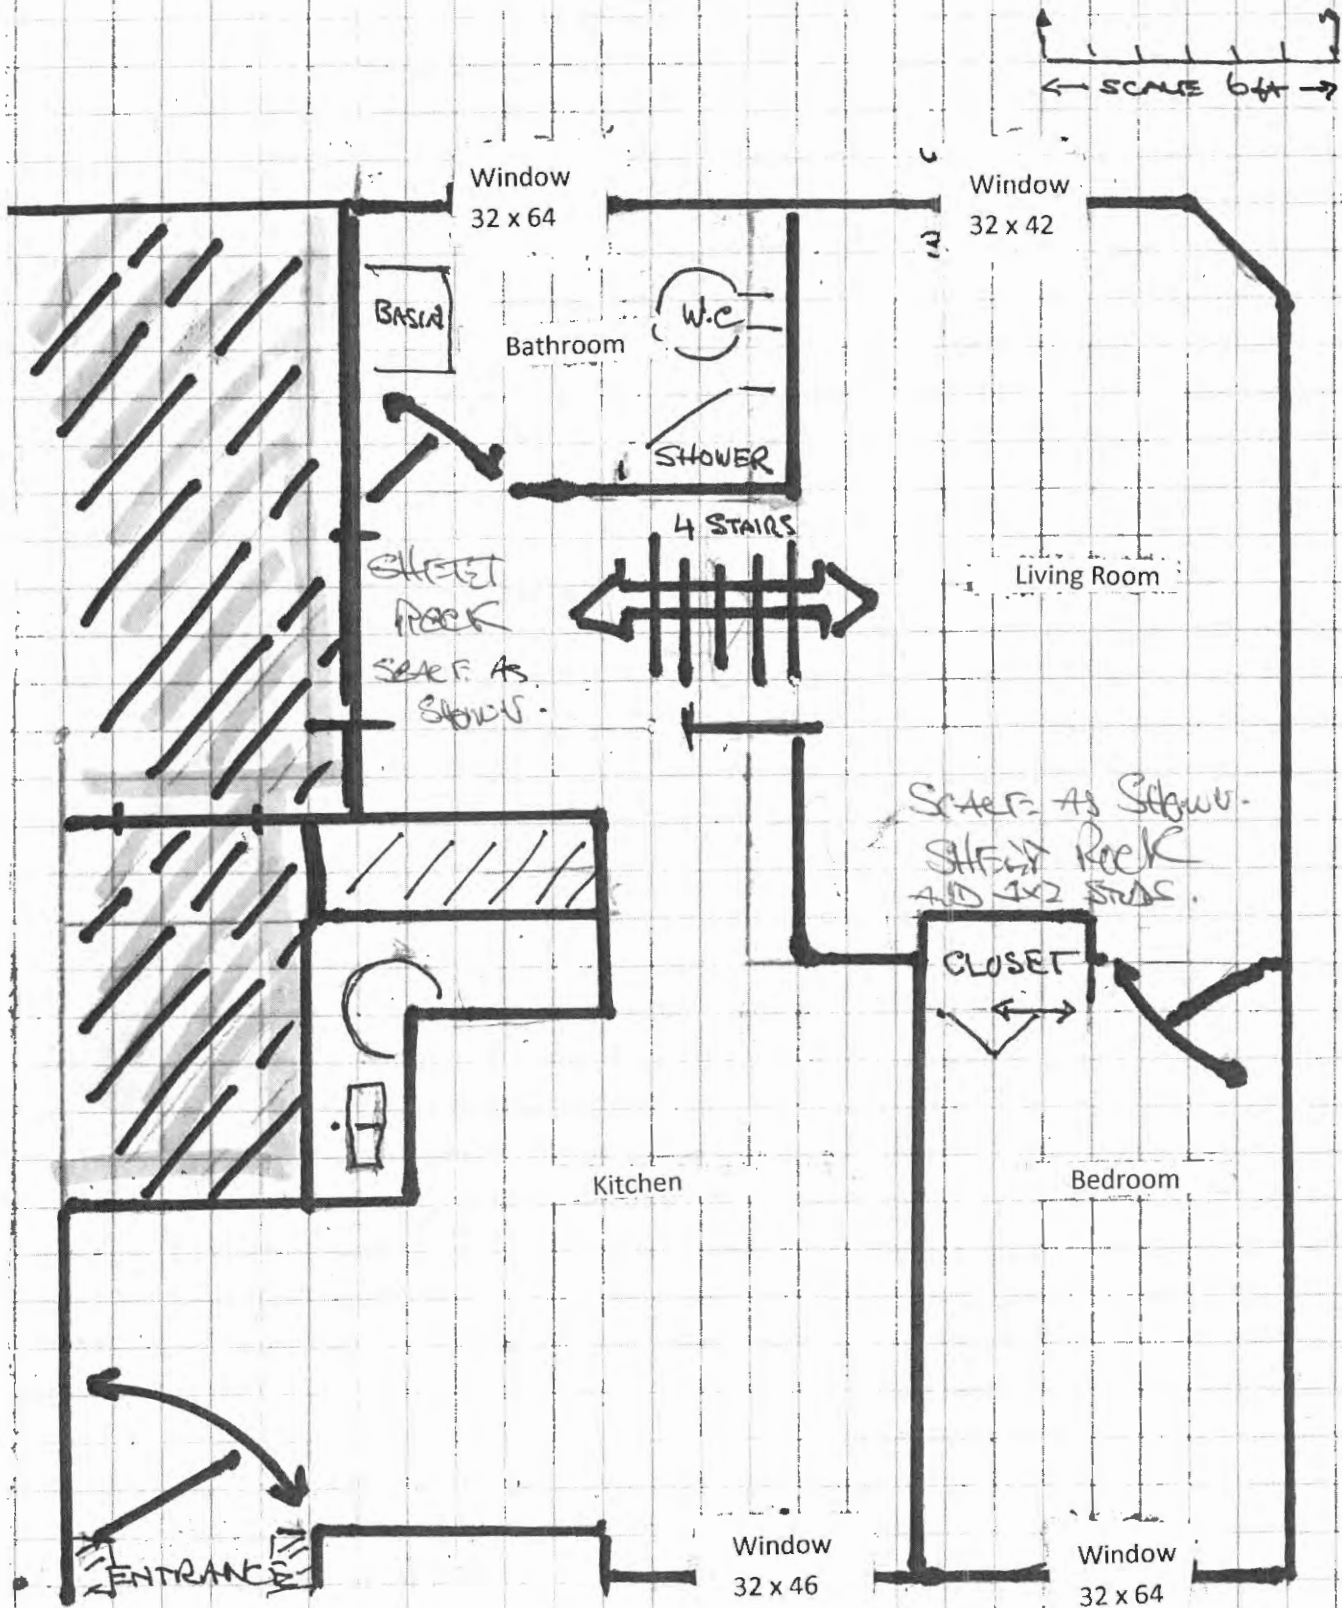 SCALE 6ft
Window
32 x 64
Window
32 x 42
BASIN
W.C
Bathroom
SHOWER
4 STAIRS
SHEET
ROCK
SCALE AS
SHOWN.
Living Room
SCALE AS SHOWN.
SHEET ROCK
AND 1x2 STUDS.
CLOSET
Kitchen
Bedroom
ENTRANCE
Window
32 x 46
Window
32 x 64